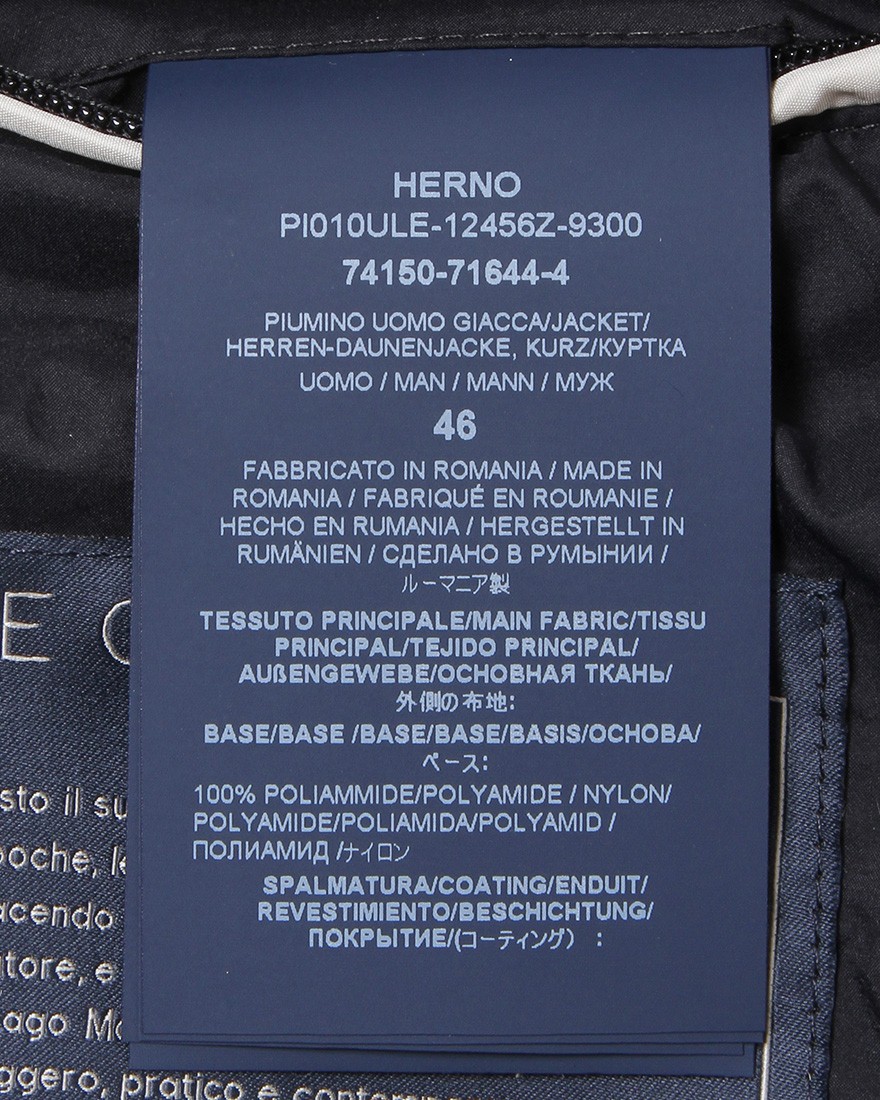 HERNO
PI010ULE-12456Z-9300
74150-71644-4
PIUMINO UOMO GIACCA/JACKET/
HERREN-DAUNENJACKE, KURZ/КУРТКА
UOMO / MAN / MANN / МУЖ
46
FABBRICATO IN ROMANIA / MADE IN
ROMANIA / FABRIQUÉ EN ROUMANIE /
HECHO EN RUMANIA / HERGESTELLT IN
RUMÄNIEN / СДЕЛАНО В РУМЫНИИ /
ルーマニア製
TESSUTO PRINCIPALE/MAIN FABRIC/TISSU
PRINCIPAL/TEJIDO PRINCIPAL/
AUßENGEWEBE/ОСНОВНАЯ ТКАНЬ/
外側の布地:
BASE/BASE /BASE/BASE/BASIS/ОСНОВА/
ベース:
100% POLIAMMIDE/POLYAMIDE / NYLON/
POLYAMIDE/POLIAMIDA/POLYAMID /
ПОЛИАМИД /ナイロン
SPALMATURA/COATING/ENDUIT/
REVESTIMIENTO/BESCHICHTUNG/
ПОКРЫТИЕ/(コーティング) :
E
sto il su
poche, le
acendo
tore, e
ago Mo
ggero, pratico e contemp